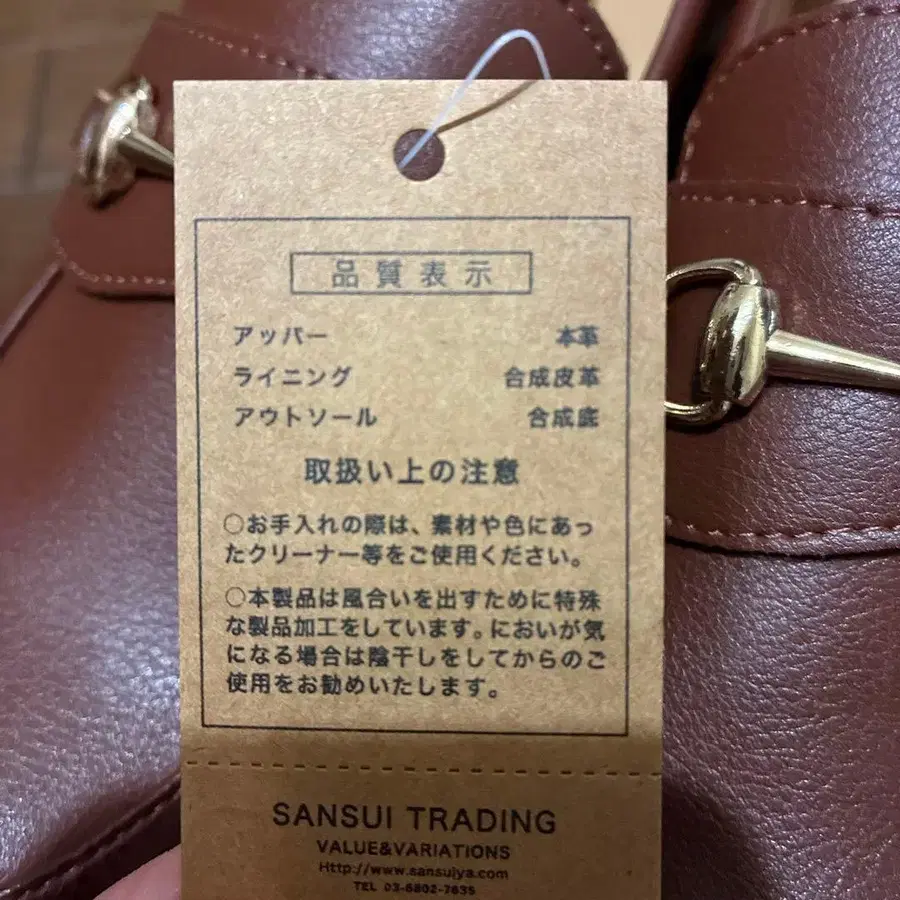 品質表示
アッパー 本革
ライニング 合成皮革
アウトソール 合成底
取扱い上の注意
○お手入れの際は、素材や色にあっ
たクリーナー等をご使用ください。
○本製品は風合いを出すために特殊
な製品加工をしています。においが気
になる場合は陰干しをしてからのご
使用をお勧めいたします。
SANSUI TRADING
VALUE&VARIATIONS
Http://www.sansuiya.com
TEL 03-6802-7635